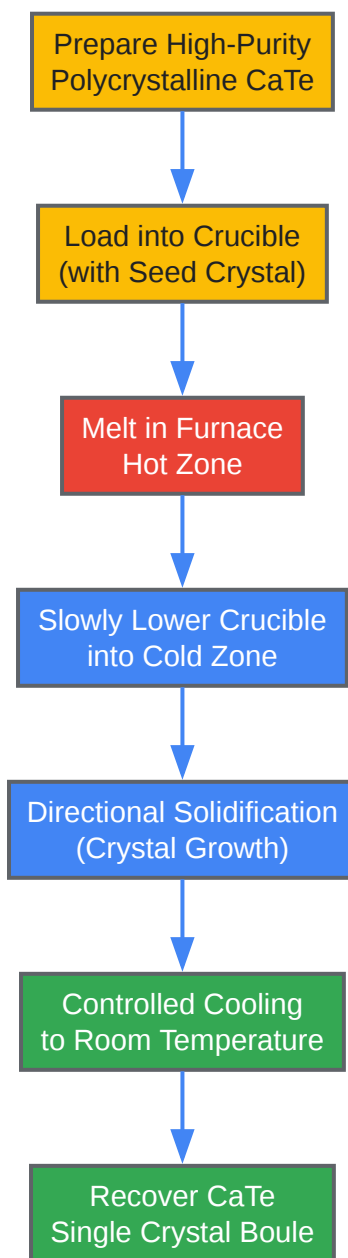 Prepare High-Purity
Polycrystalline CaTe
Load into Crucible
(with Seed Crystal)
Melt in Furnace
Hot Zone
Slowly Lower Crucible
into Cold Zone
Directional Solidification
(Crystal Growth)
Controlled Cooling
to Room Temperature
Recover CaTe
Single Crystal Boule